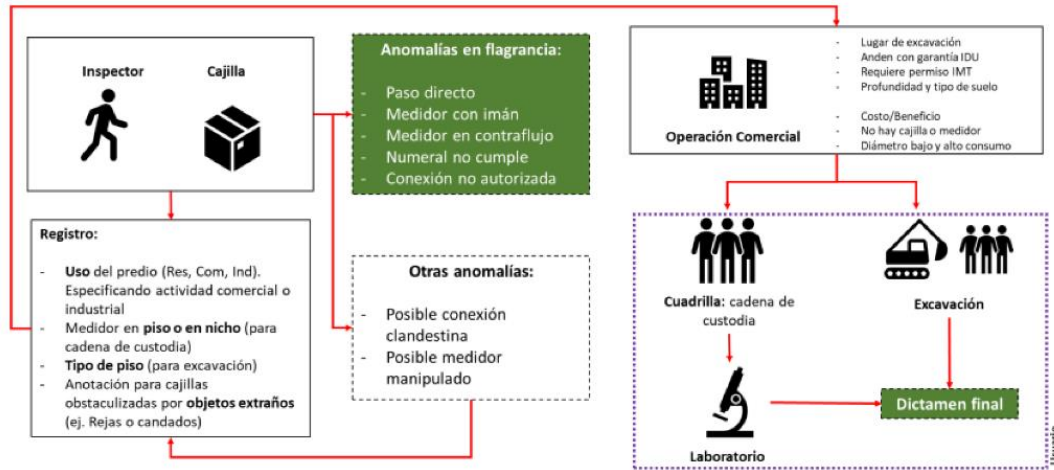 Inspector
Cajilla
Anomalías en flagrancia:
- Paso directo
- Medidor con imán
- Medidor en contraflujo
- Numeral no cumple
- Conexión no autorizada
Registro:
- Uso del predio (Res, Com, Ind).
Especificando actividad comercial o
industrial
- Medidor en piso o en nicho (para
cadena de custodia)
- Tipo de piso (para excavación)
- Anotación para cajillas
obstaculizadas por objetos extraños
(ej. Rejas o candados)
Otras anomalías:
- Posible conexión
clandestina
- Posible medidor
manipulado
Operación Comercial
- Lugar de excavación
- Anden con garantía IDU
- Requiere permiso IMT
- Profundidad y tipo de suelo
- Costo/Beneficio
- No hay cajilla o medidor
- Diámetro bajo y alto consumo
Cuadrilla: cadena de
custodia
Excavación
Laboratorio
Dictamen final